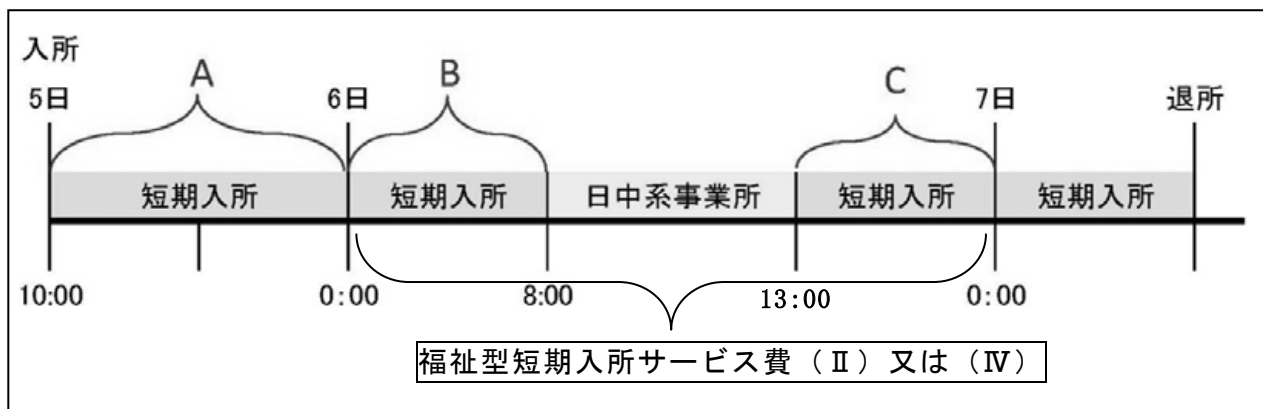 入所
5日 A 6日 B C 7日 退所
短期入所 短期入所 日中系事業所 短期入所 短期入所
10:00 0:00 8:00 13:00 0:00
福祉型短期入所サービス費（Ⅱ）又は（Ⅳ）